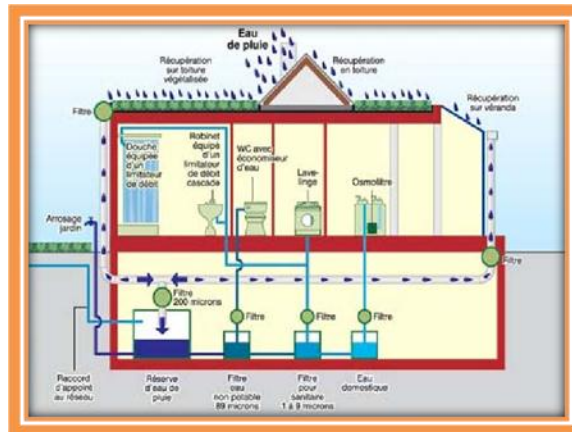 Eau
de pluie
Récupération
sur toiture
végétalisée
Récupération
en toiture
Récupération
sur véranda
Filtre
Douche
équipée
d'un
limitateur
de débit
Robinet
équipé
d'un
limitateur
de débit
cascade
WC avec
économiseur
d'eau
Lave-
linge
Osmolitre
Arrosage
jardin
Filtre
Filtre
200 microns
Filtre
Filtre
Filtre
Raccord
d'appoint
au réseau
Réserve
d'eau de
pluie
Filtre
eau
non potable
89 microns
Filtre
pour
sanitaire
1 à 9 microns
Eau
domestique